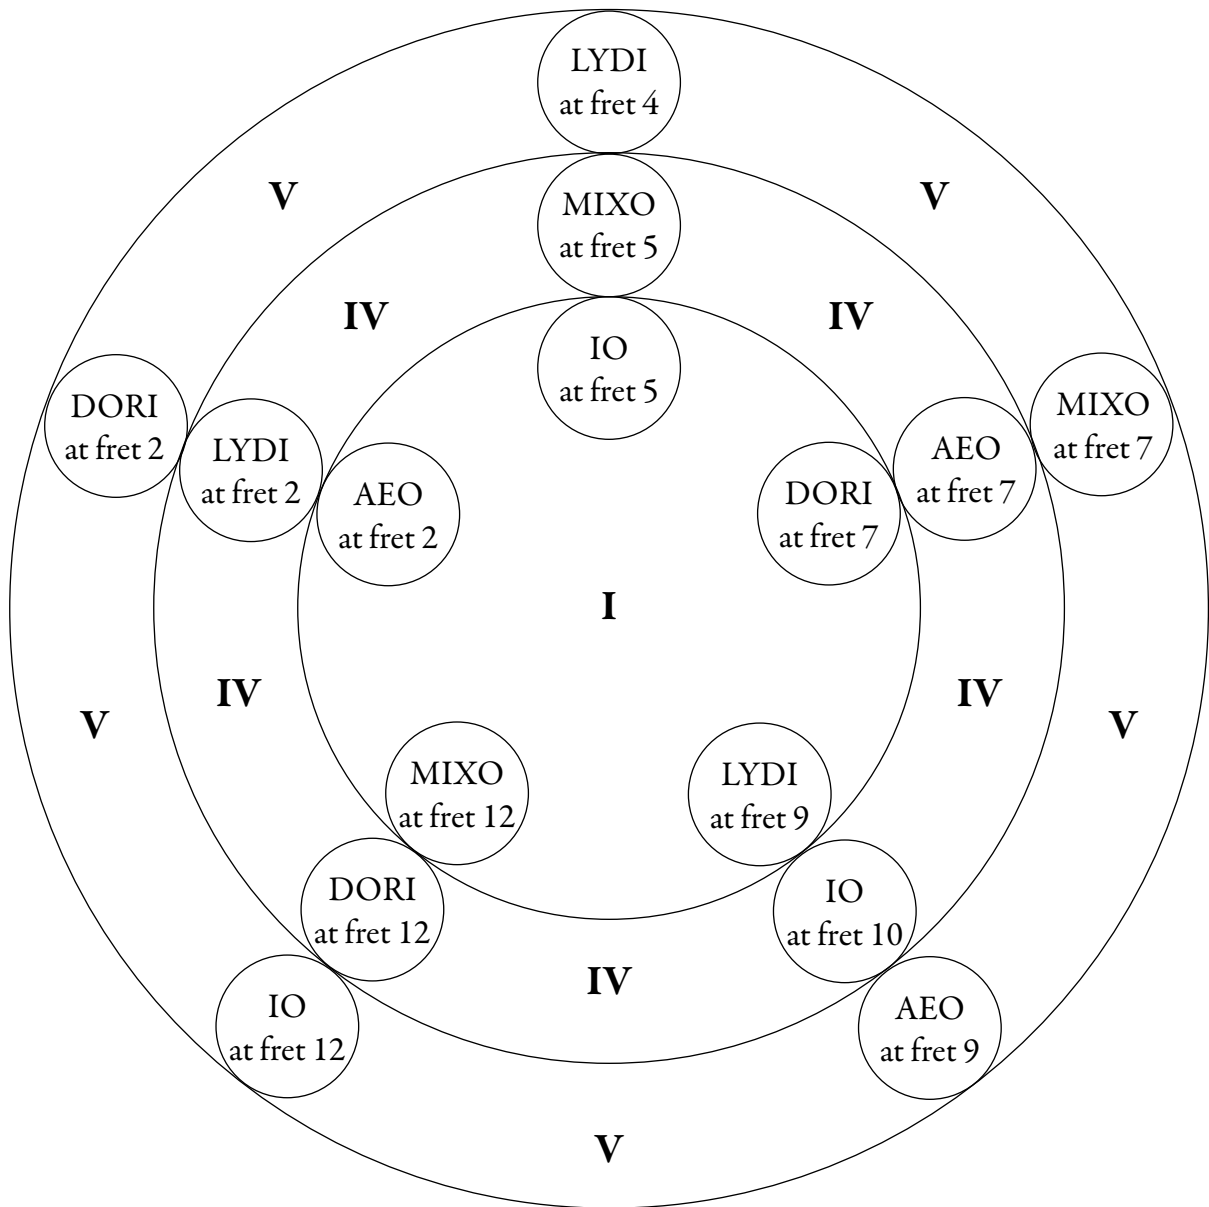 LYDI
at fret 4
V
V
MIXO
at fret 5
IV
IV
IO
at fret 5
DORI
at fret 2
LYDI
at fret 2
AEO
at fret 2
DORI
at fret 7
AEO
at fret 7
MIXO
at fret 7
I
IV
IV
V
V
MIXO
at fret 12
LYDI
at fret 9
DORI
at fret 12
IO
at fret 10
IV
IO
at fret 12
AEO
at fret 9
V